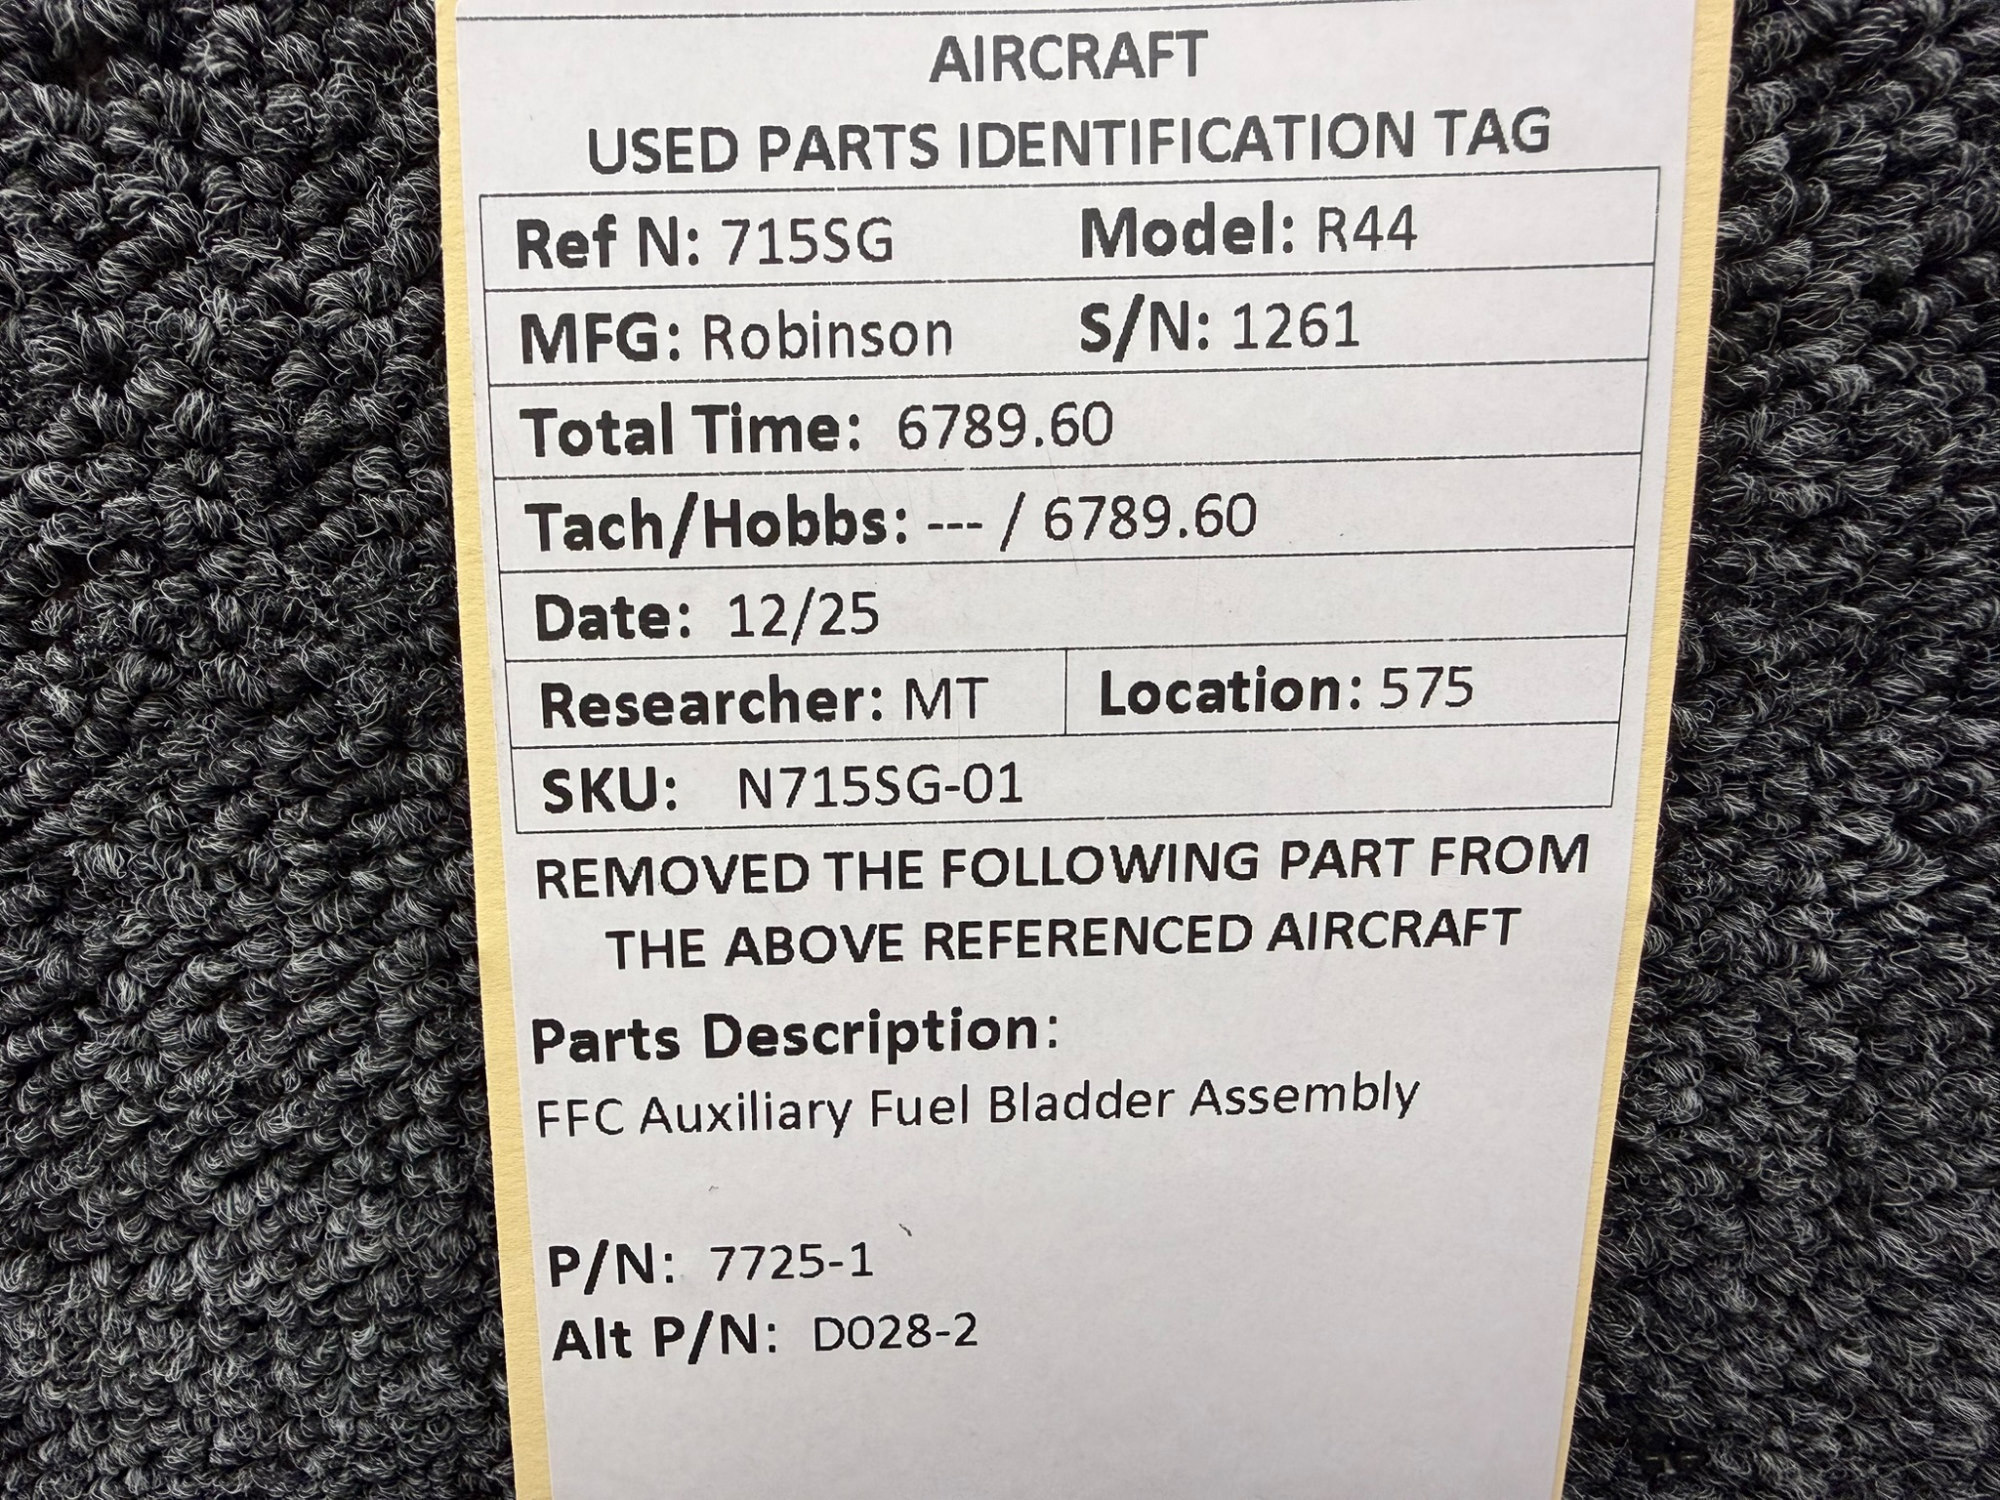 AIRCRAFT
USED PARTS IDENTIFICATION TAG
Ref N: 715SG Model: R44
MFG: Robinson S/N: 1261
Total Time: 6789.60
Tach/Hobbs: --- / 6789.60
Date: 12/25
Researcher: MT Location: 575
SKU: N715SG-01
REMOVED THE FOLLOWING PART FROM
THE ABOVE REFERENCED AIRCRAFT
Parts Description:
FFC Auxiliary Fuel Bladder Assembly
P/N: 7725-1
Alt P/N: D028-2